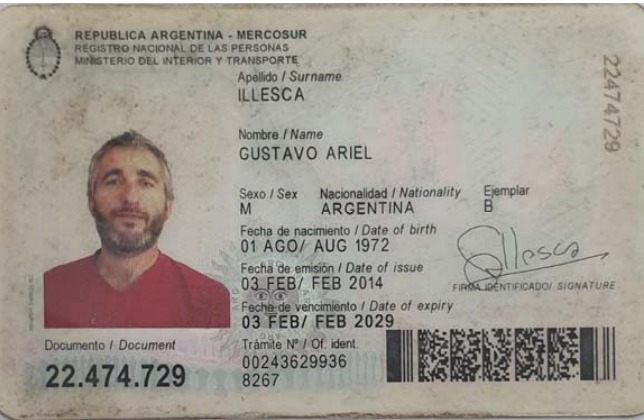 REPUBLICA ARGENTINA - MERCOSUR
REGISTRO NACIONAL DE LAS PERSONAS
MINISTERIO DEL INTERIOR Y TRANSPORTE
Apellido / Surname
ILLESCA
22474729
Nombre / Name
GUSTAVO ARIEL
Sexo / Sex Nacionalidad / Nationality Ejemplar
M ARGENTINA B
Fecha de nacimiento / Date of birth
01 AGO/ AUG 1972
Fecha de emisión / Date of issue
03 FEB/ FEB 2014
Illesca
FIRMA IDENTIFICADO/ SIGNATURE
Fecha de vencimiento / Date of expiry
03 FEB/ FEB 2029
Documento / Document
22.474.729
Trámite Nº / Of. ident.
00243629936
8267